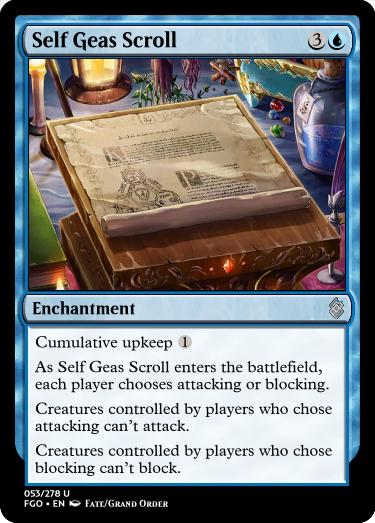 Self Geas Scroll 3
Enchantment
Cumulative upkeep 1
As Self Geas Scroll enters the battlefield,
each player chooses attacking or blocking.
Creatures controlled by players who chose
attacking can't attack.
Creatures controlled by players who chose
blocking can't block.
053/278 U
FGO • EN Fate/Grand Order